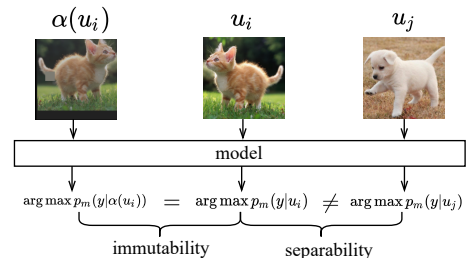 α(u_i) u_i u_j
model
arg max p_m(y|α(u_i)) = arg max p_m(y|u_i) ≠ arg max p_m(y|u_j)
immutability separability